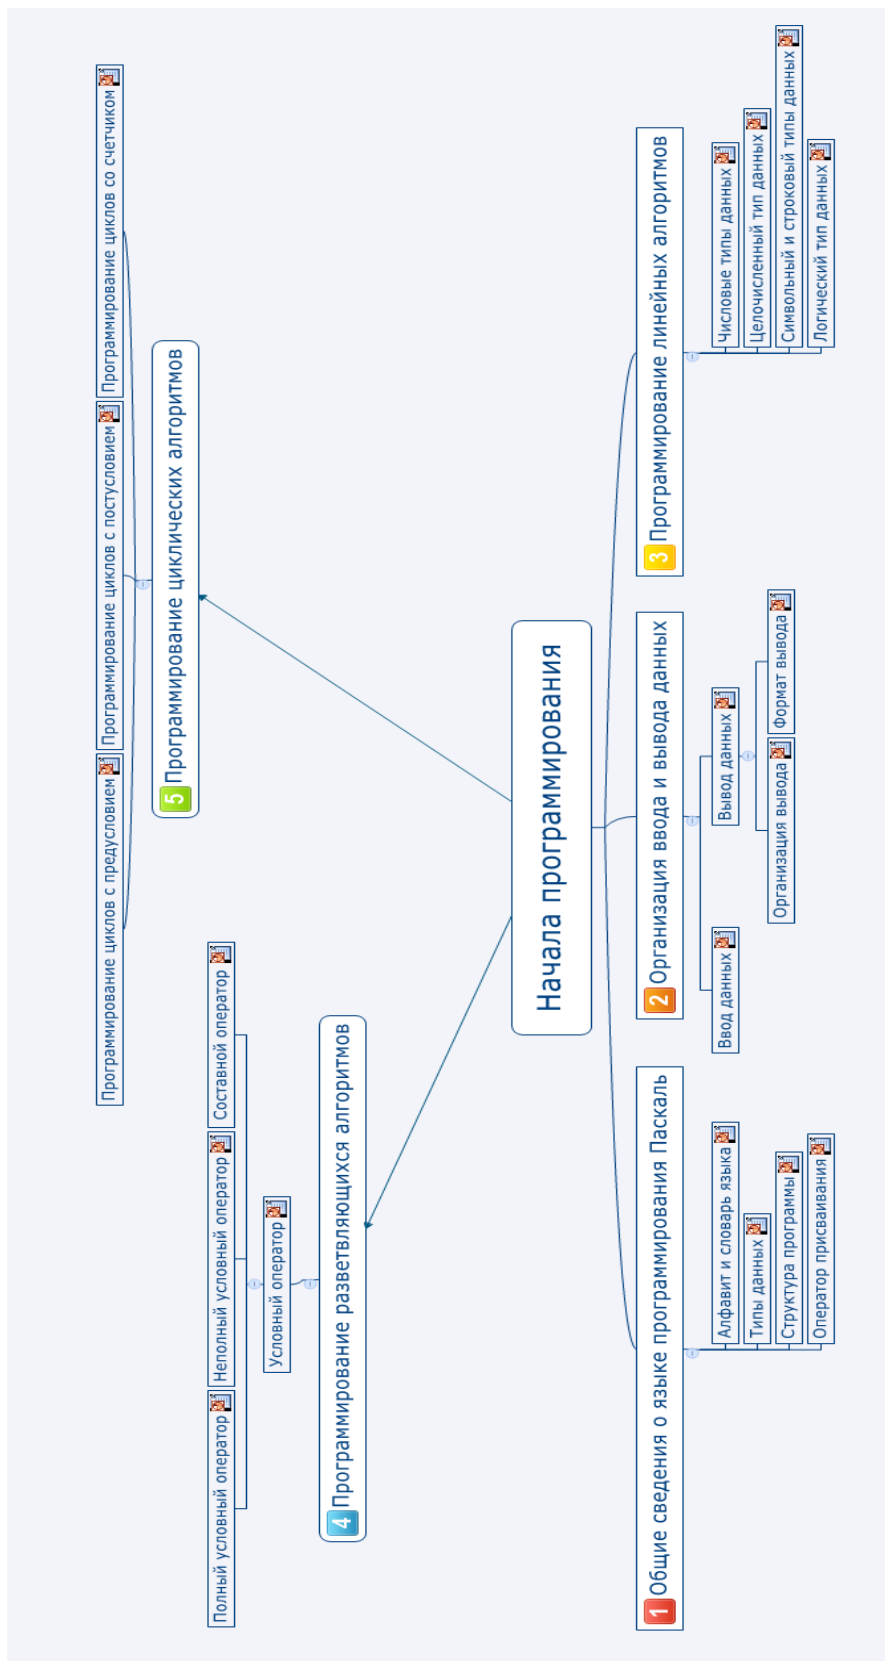 Программирование циклов с предусловием
Программирование циклов с постусловием
Программирование циклов со счетчиком
5 Программирование циклических алгоритмов
Полный условный оператор
Неполный условный оператор
Составной оператор
Условный оператор
4 Программирование разветвляющихся алгоритмов
Начала программирования
1 Общие сведения о языке программирования Паскаль
Алфавит и словарь языка
Типы данных
Структура программы
Оператор присваивания
2 Организация ввода и вывода данных
Ввод данных
Вывод данных
Организация вывода
Формат вывода
3 Программирование линейных алгоритмов
Числовые типы данных
Целочисленный тип данных
Символьный и строковый типы данных
Логический тип данных